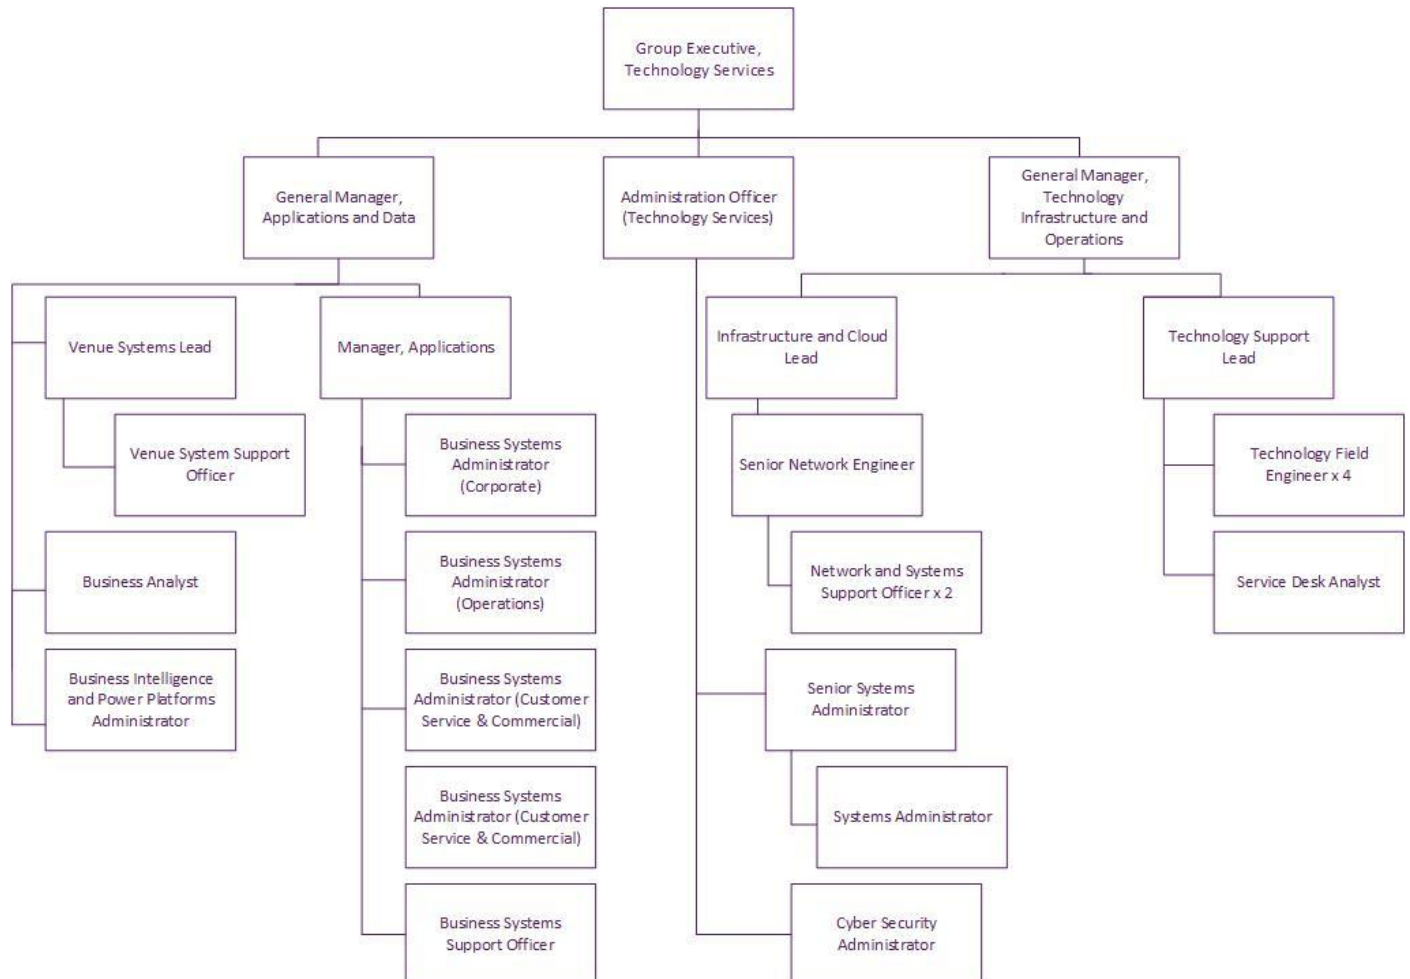 Group Executive,
Technology Services
General Manager,
Applications and Data
Administration Officer
(Technology Services)
General Manager,
Technology
Infrastructure and
Operations
Venue Systems Lead
Manager, Applications
Infrastructure and Cloud
Lead
Technology Support
Lead
Venue System Support
Officer
Business Systems
Administrator
(Corporate)
Senior Network Engineer
Technology Field
Engineer x 4
Business Analyst
Business Systems
Administrator
(Operations)
Network and Systems
Support Officer x 2
Service Desk Analyst
Business Intelligence
and Power Platforms
Administrator
Business Systems
Administrator (Customer
Service & Commercial)
Senior Systems
Administrator
Business Systems
Administrator (Customer
Service & Commercial)
Systems Administrator
Business Systems
Support Officer
Cyber Security
Administrator